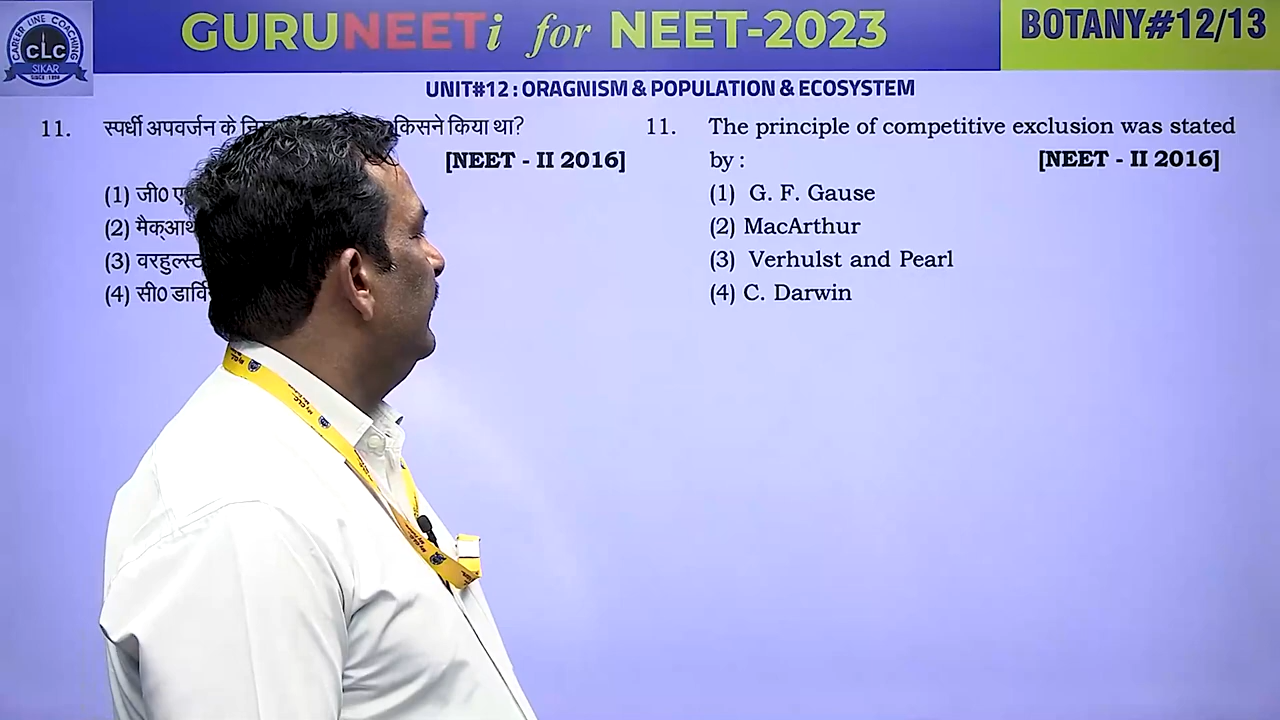 GURUNEETi for NEET-2023
BOTANY#12/13
CAREER LINE COACHING
CLC
SIKAR
SINCE : 1996
UNIT#12 : ORAGNISM & POPULATION & ECOSYSTEM
11. स्पर्धी अपवर्जन के किसने किया था?
[NEET - II 2016]
(1) जी0
(2)
(3)
(4) सी0
11. The principle of competitive exclusion was stated
by : [NEET - II 2016]
(1) G. F. Gause
(2) MacArthur
(3) Verhulst and Pearl
(4) C. Darwin